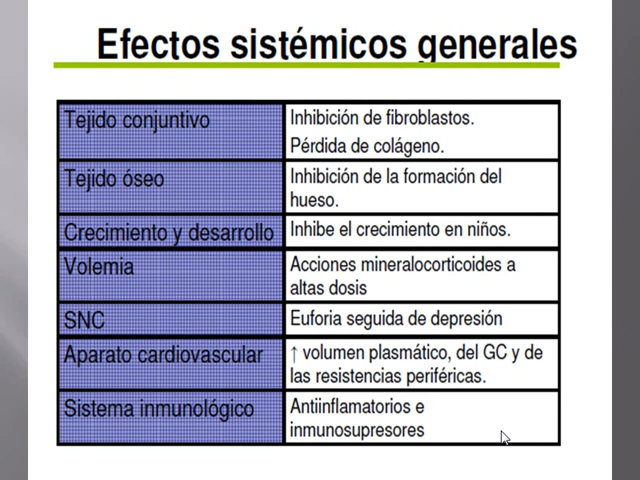 Efectos sistémicos generales
Tejido conjuntivo
Inhibición de fibroblastos.
Pérdida de colágeno.
Tejido óseo
Inhibición de la formación del
hueso.
Crecimiento y desarrollo
Inhibe el crecimiento en niños.
Volemia
Acciones mineralocorticoides a
altas dosis
SNC
Euforia seguida de depresión
Aparato cardiovascular
↑ volumen plasmático, del GC y de
las resistencias periféricas.
Sistema inmunológico
Antiinflamatorios e
inmunosupresores